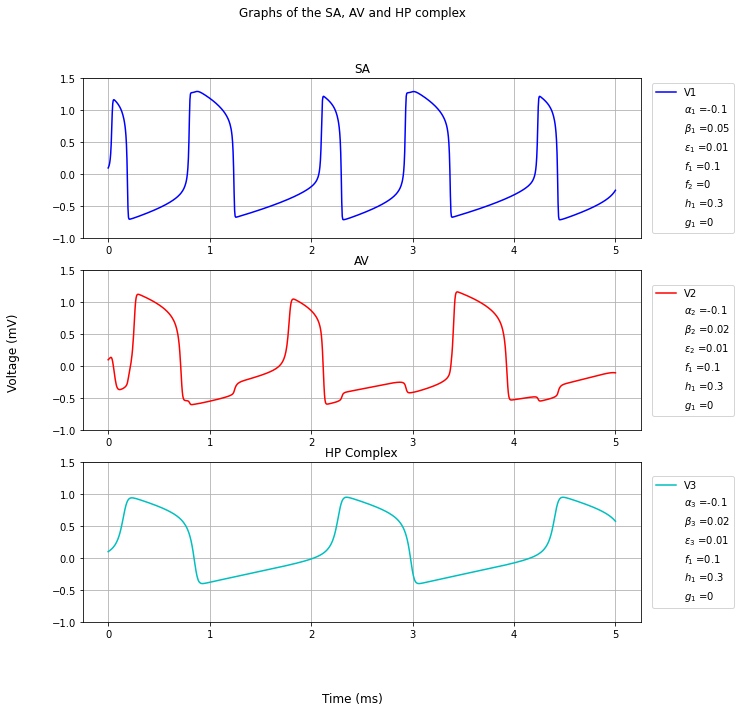 Graphs of the SA, AV and HP complex
SA
1.5
1.0
0.5
0.0
−0.5
−1.0
0 1 2 3 4 5
V1
α₁ =-0.1
β₁ =0.05
ε₁ =0.01
f₁ =0.1
f₂ =0
h₁ =0.3
g₁ =0
AV
1.5
1.0
0.5
0.0
−0.5
−1.0
0 1 2 3 4 5
V2
α₂ =-0.1
β₂ =0.02
ε₂ =0.01
f₁ =0.1
h₁ =0.3
g₁ =0
Voltage (mV)
HP Complex
1.5
1.0
0.5
0.0
−0.5
−1.0
0 1 2 3 4 5
V3
α₃ =-0.1
β₃ =0.02
ε₃ =0.01
f₁ =0.1
h₁ =0.3
g₁ =0
Time (ms)